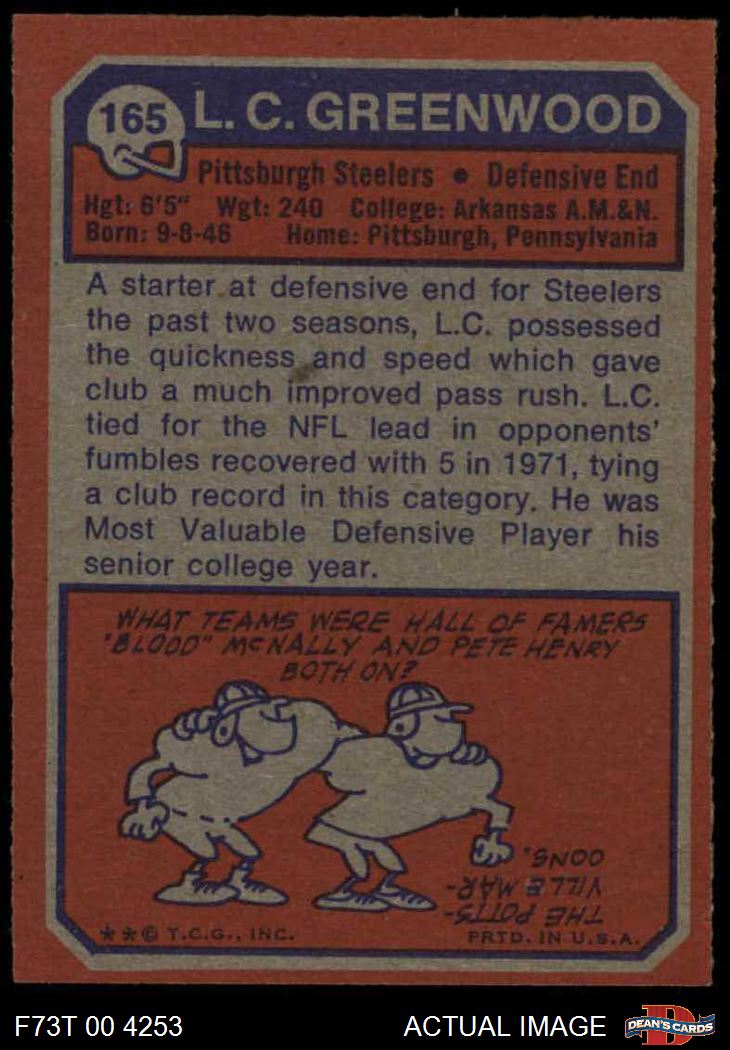 165
L. C. GREENWOOD
Pittsburgh Steelers • Defensive End
Hgt: 6'5" Wgt: 240 College: Arkansas A.M.&N.
Born: 9-8-46 Home: Pittsburgh, Pennsylvania
A starter at defensive end for Steelers
the past two seasons, L.C. possessed
the quickness and speed which gave
club a much improved pass rush. L.C.
tied for the NFL lead in opponents'
fumbles recovered with 5 in 1971, tying
a club record in this category. He was
Most Valuable Defensive Player his
senior college year.
WHAT TEAMS WERE HALL OF FAMERS
"BLOOD" McNALLY AND PETE HENRY
BOTH ON?
THE POTTS-
VILLE MAR-
OONS.
**© T.C.G., INC.
PRTD. IN U.S.A.
F73T 00 4253
ACTUAL IMAGE
D
DEAN'S CARDS